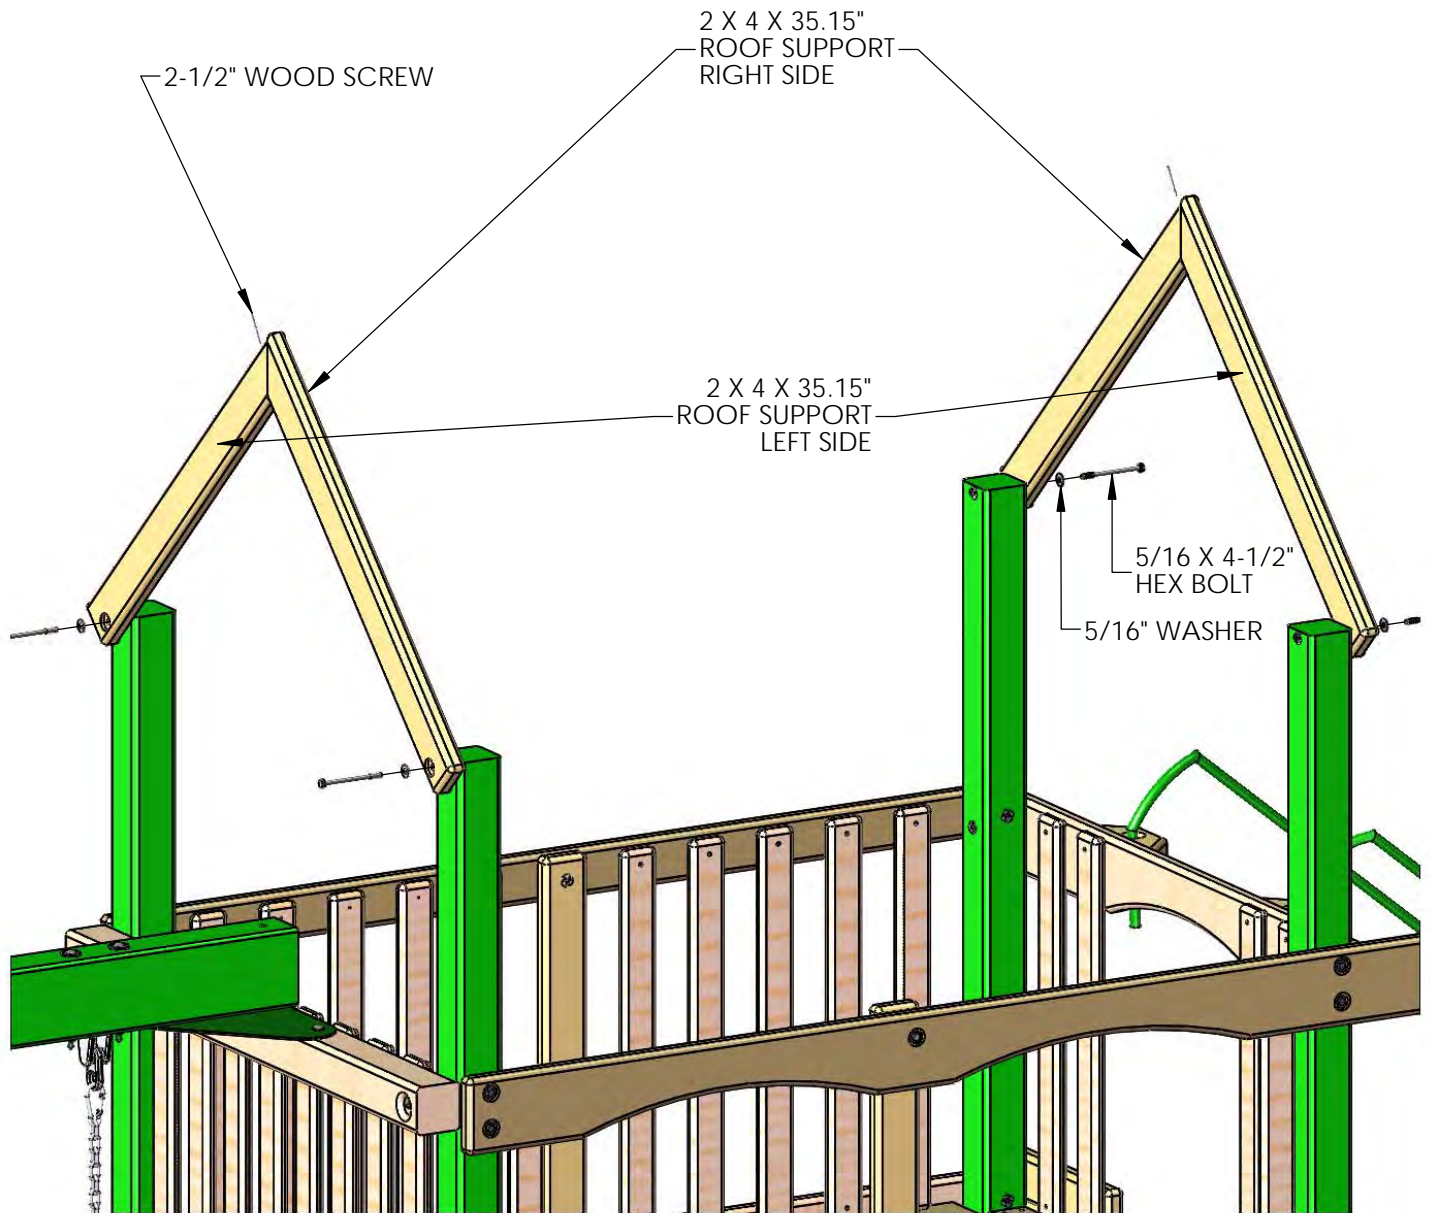 2 X 4 X 35.15"
ROOF SUPPORT
RIGHT SIDE
2-1/2" WOOD SCREW
2 X 4 X 35.15"
ROOF SUPPORT
LEFT SIDE
5/16 X 4-1/2"
HEX BOLT
5/16" WASHER